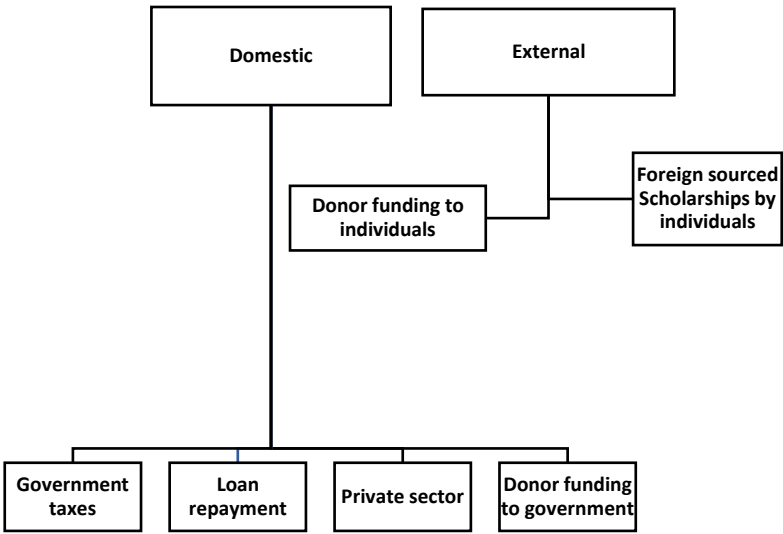 Domestic
External
Donor funding to
individuals
Foreign sourced
Scholarships by
individuals
Government
taxes
Loan
repayment
Private sector
Donor funding
to government